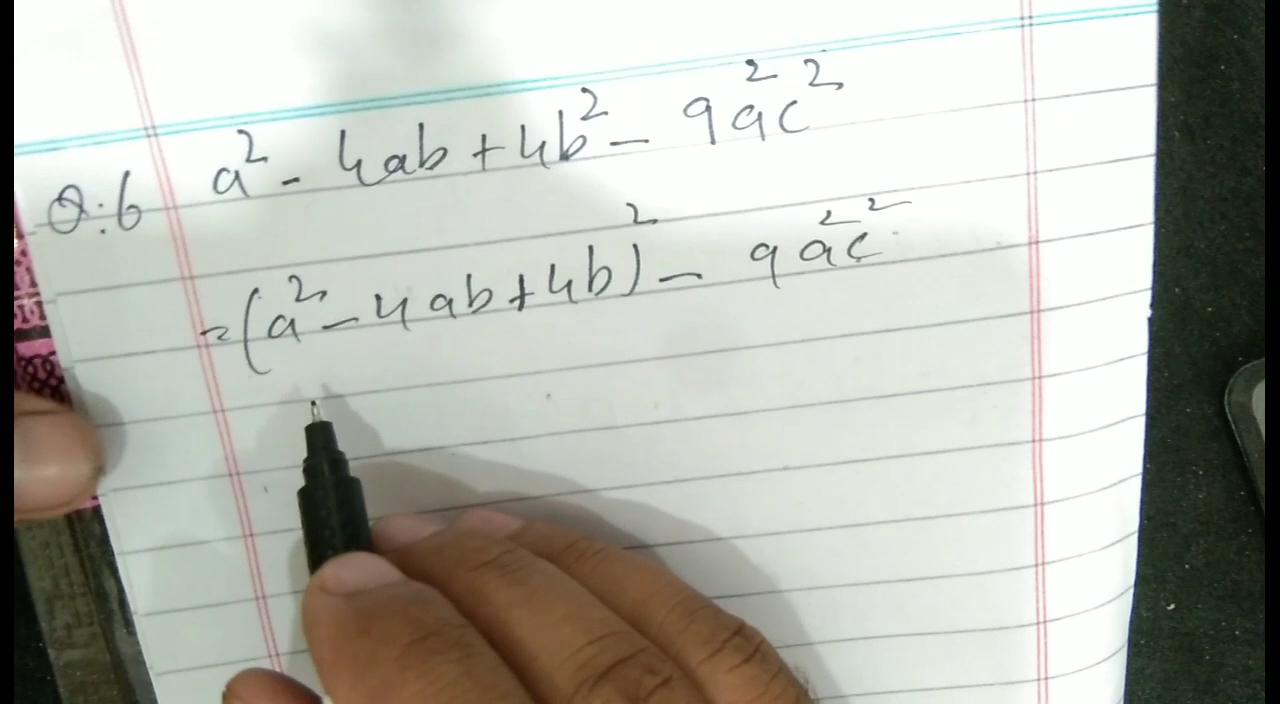 Q:6 a² - 4ab + 4b² - 9a²c²
= (a² - 4ab + 4b)² - 9a²c²